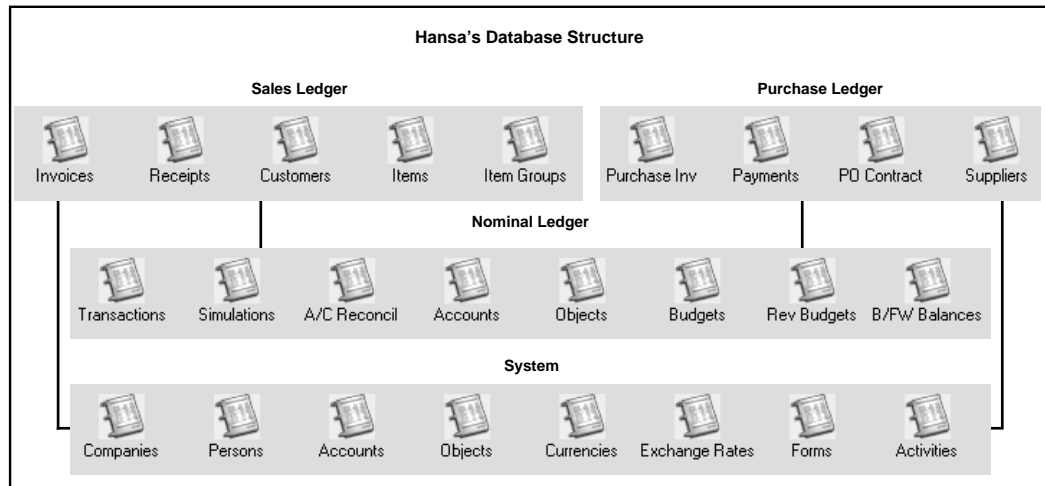 Hansa's Database Structure
Sales Ledger
Invoices Receipts Customers Items Item Groups
Purchase Ledger
Purchase Inv Payments PO Contract Suppliers
Nominal Ledger
Transactions Simulations A/C Reconcil Accounts Objects Budgets Rev Budgets B/FW Balances
System
Companies Persons Accounts Objects Currencies Exchange Rates Forms Activities